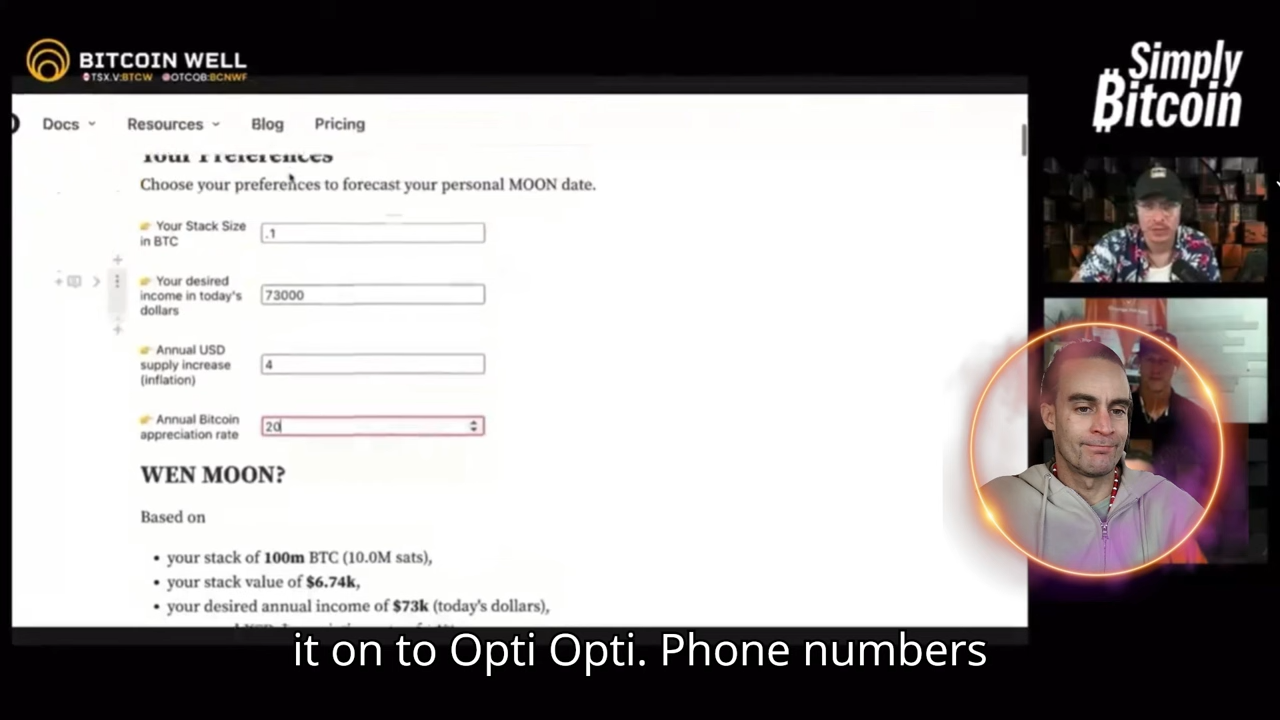 BITCOIN WELL
TSX.V:BTCW OTCQB:BCNWF
Simply
Bitcoin
Docs Resources Blog Pricing
Your Preferences
Choose your preferences to forecast your personal MOON date.
👉 Your Stack Size
in BTC
.1
👉 Your desired
income in today's
dollars
73000
👉 Annual USD
supply increase
(inflation)
4
👉 Annual Bitcoin
appreciation rate
20
WEN MOON?
Based on
• your stack of 100m BTC (10.0M sats),
• your stack value of $6.74k,
• your desired annual income of $73k (today's dollars),
it on to Opti Opti. Phone numbers